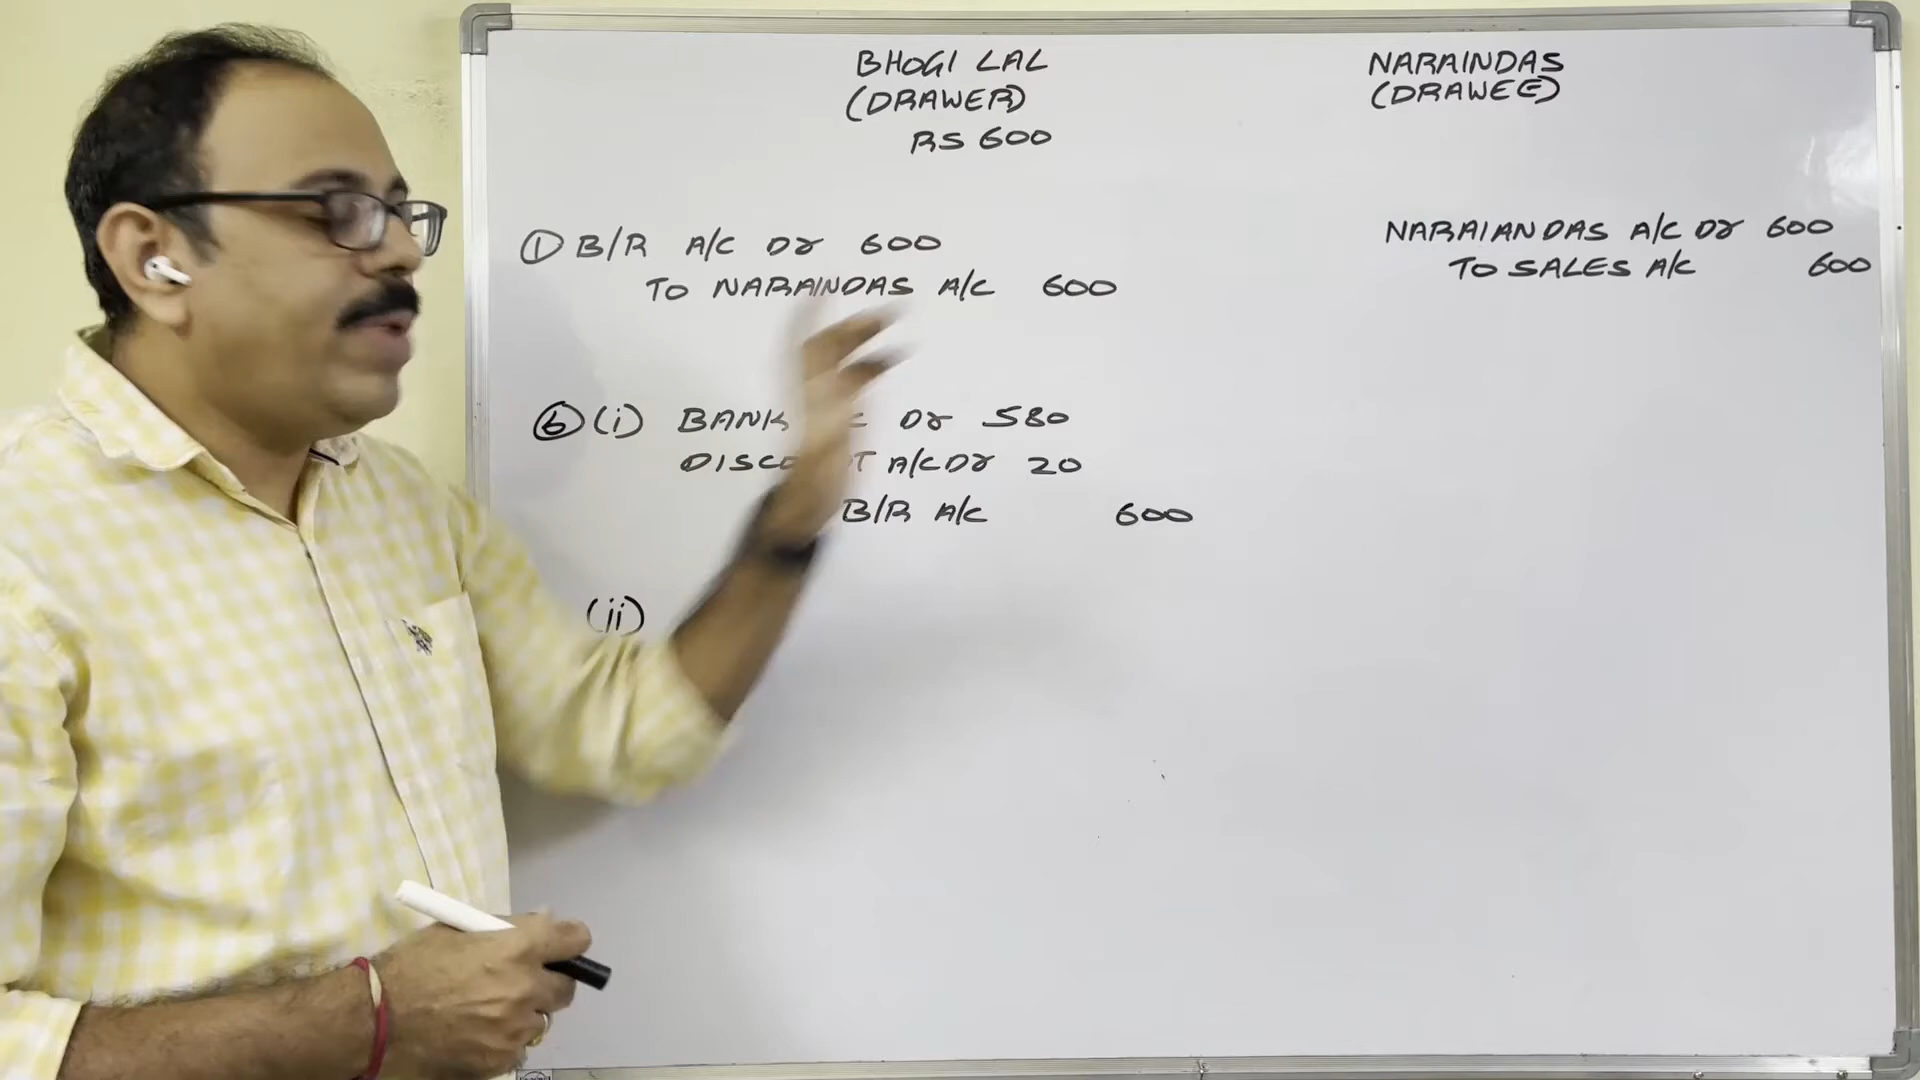 BHOGI LAL
(DRAWER)
RS 600
NARAINDAS
(DRAWEE)
① B/R A/C Dr 600
TO NARAINDAS A/C 600
NARAIANDAS A/C Dr 600
TO SALES A/C 600
⑥ (i) BANK Dr 580
A/C Dr 20
B/R A/C 600
(ii)